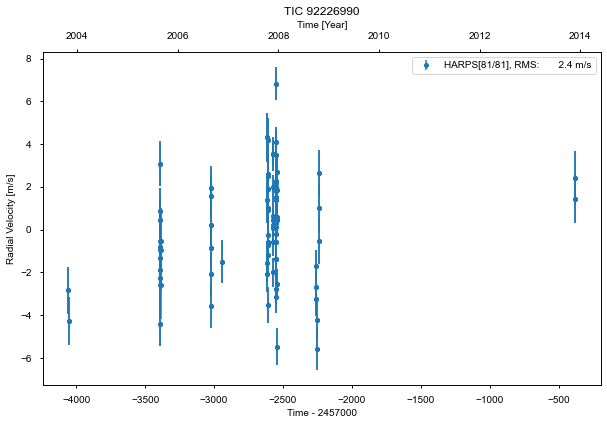 TIC 92226990
Time [Year]
2004 2006 2008 2010 2012 2014
HARPS[81/81], RMS: 2.4 m/s
8
6
4
2
0
−2
−4
−6
Radial Velocity [m/s]
−4000 −3500 −3000 −2500 −2000 −1500 −1000 −500
Time - 2457000